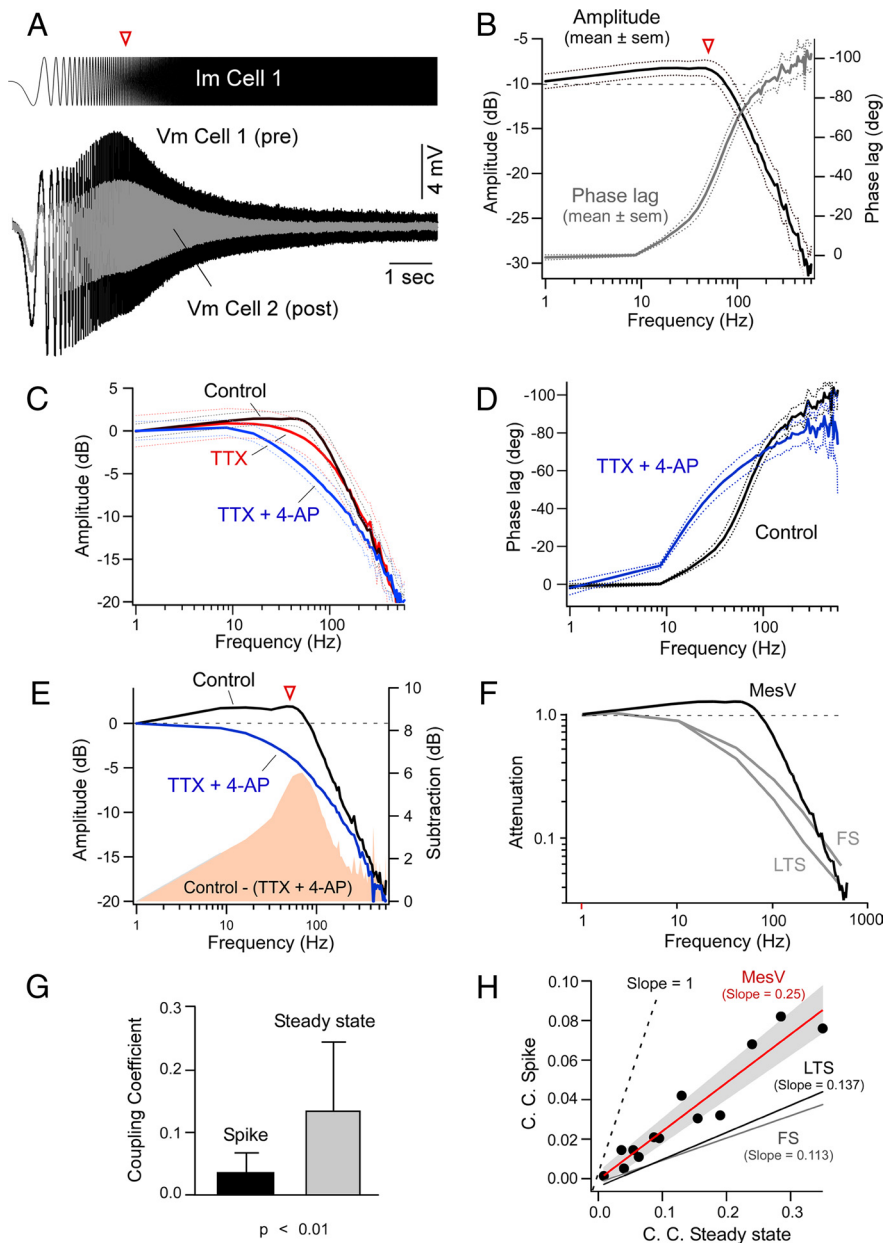 A
Im Cell 1
Vm Cell 1 (pre)
4 mV
1 sec
Vm Cell 2 (post)
B
Amplitude
(mean ± sem)
Phase lag
(mean ± sem)
Amplitude (dB)
-5
-10
-15
-20
-25
-30
Phase lag (deg)
-100
-80
-60
-40
-20
0
1
10
100
Frequency (Hz)
C
Control
TTX
TTX + 4-AP
Amplitude (dB)
5
0
-5
-10
-15
-20
1
10
100
Frequency (Hz)
D
TTX + 4-AP
Control
Phase lag (deg)
-100
-80
-60
-40
-20
0
1
10
100
Frequency (Hz)
E
Control
TTX + 4-AP
Control - (TTX + 4-AP)
Amplitude (dB)
0
-5
-10
-15
-20
Subtraction (dB)
10
8
6
4
2
0
1
10
100
Frequency (Hz)
F
MesV
FS
LTS
Attenuation
1.0
0.1
1
10
100
1000
Frequency (Hz)
G
Coupling Coefficient
0.3
0.2
0.1
0.0
Spike
Steady state
p < 0.01
H
Slope = 1
MesV
(Slope = 0.25)
LTS
(Slope = 0.137)
FS
(Slope = 0.113)
C. C. Spike
0.10
0.08
0.06
0.04
0.02
0.00
0.0
0.1
0.2
0.3
C. C. Steady state